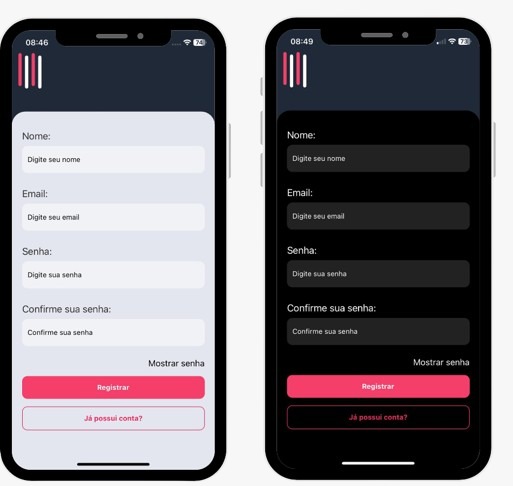 08:46
74
Nome:
Digite seu nome
Email:
Digite seu email
Senha:
Digite sua senha
Confirme sua senha:
Confirme sua senha
Mostrar senha
Registrar
Já possui conta?
08:49
73
Nome:
Digite seu nome
Email:
Digite seu email
Senha:
Digite sua senha
Confirme sua senha:
Confirme sua senha
Mostrar senha
Registrar
Já possui conta?